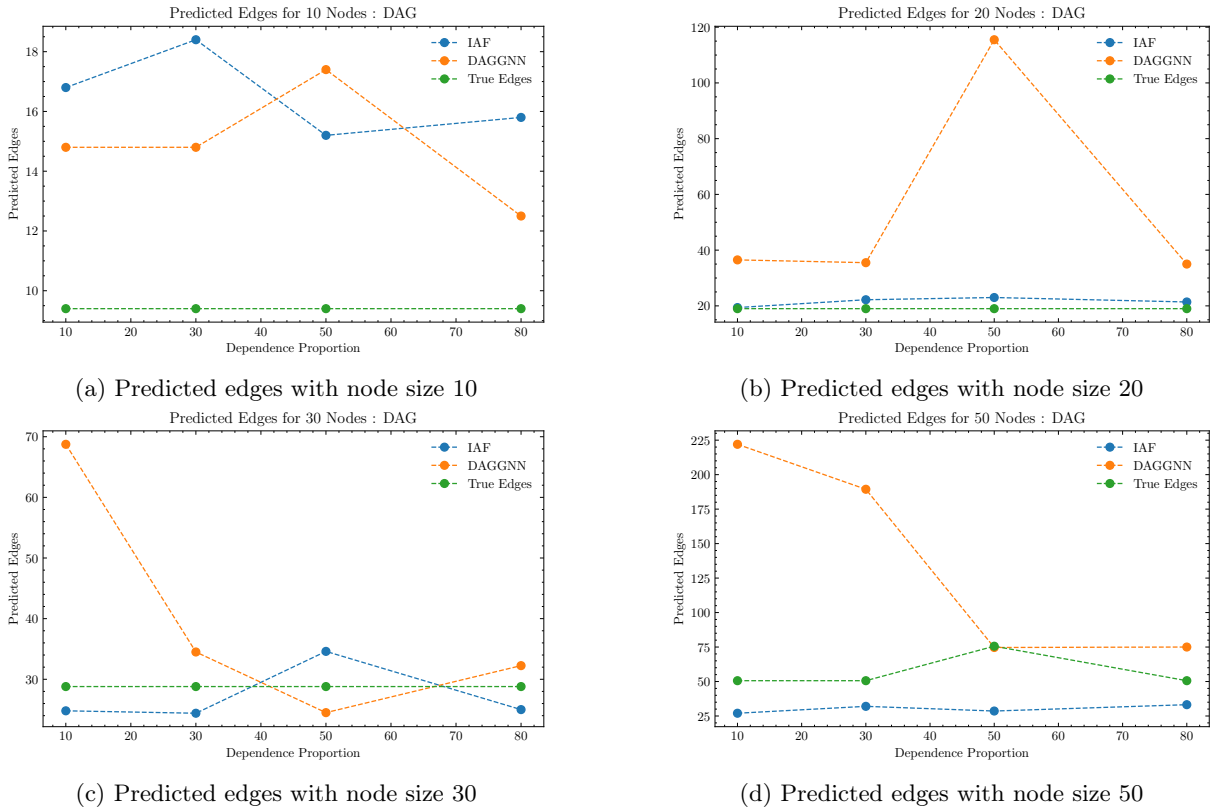 Predicted Edges for 10 Nodes : DAG
18
16
14
12
10
Predicted Edges
IAF
DAGGNN
True Edges
10 20 30 40 50 60 70 80
Dependence Proportion
(a) Predicted edges with node size 10
Predicted Edges for 20 Nodes : DAG
120
100
80
60
40
20
Predicted Edges
IAF
DAGGNN
True Edges
10 20 30 40 50 60 70 80
Dependence Proportion
(b) Predicted edges with node size 20
Predicted Edges for 30 Nodes : DAG
70
60
50
40
30
Predicted Edges
IAF
DAGGNN
True Edges
10 20 30 40 50 60 70 80
Dependence Proportion
(c) Predicted edges with node size 30
Predicted Edges for 50 Nodes : DAG
225
200
175
150
125
100
75
50
25
Predicted Edges
IAF
DAGGNN
True Edges
10 20 30 40 50 60 70 80
Dependence Proportion
(d) Predicted edges with node size 50